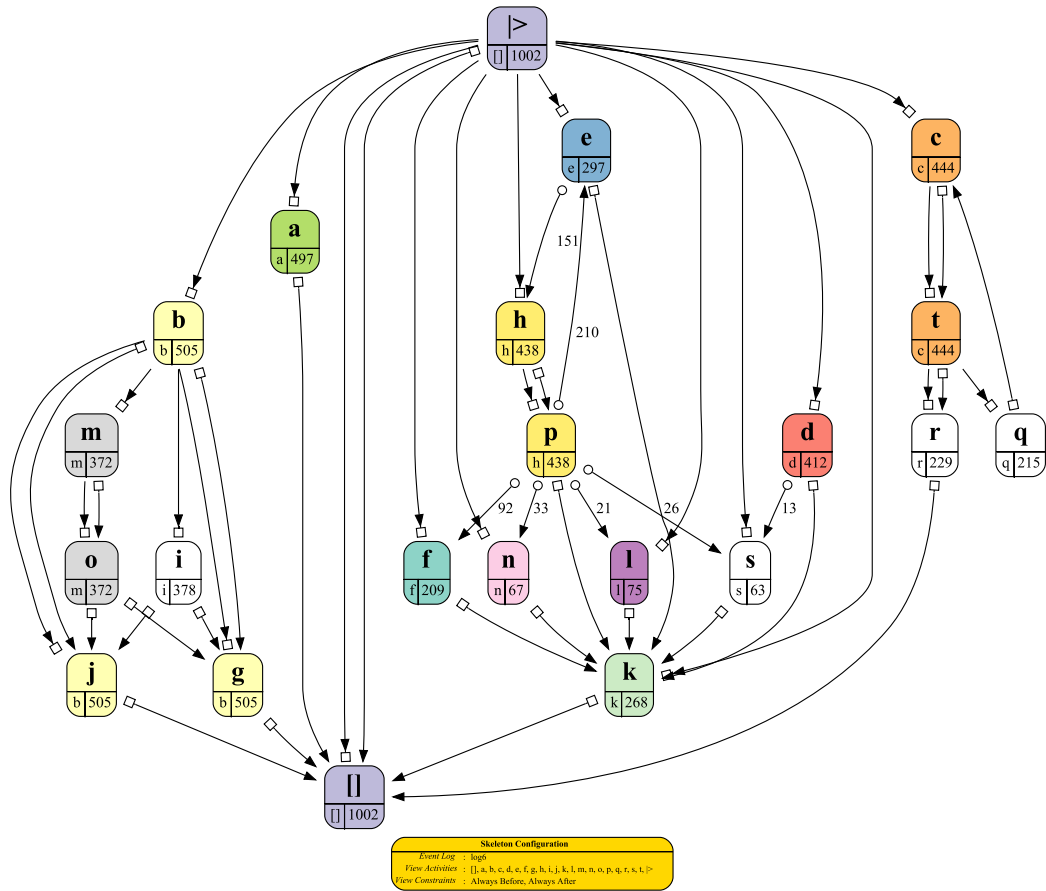 |>
[] 1002
e
e 297
c
c 444
a
a 497
151
b
b 505
h
h 438
t
c 444
210
m
m 372
p
h 438
d
d 412
r
r 229
q
q 215
92
33
21
26
13
o
m 372
i
i 378
f
f 209
n
n 67
l
l 75
s
s 63
j
b 505
g
b 505
k
k 268
[]
[] 1002
Skeleton Configuration
Event Log : log6
View Activities : [], a, b, c, d, e, f, g, h, i, j, k, l, m, n, o, p, q, r, s, t, |>
View Constraints : Always Before, Always After